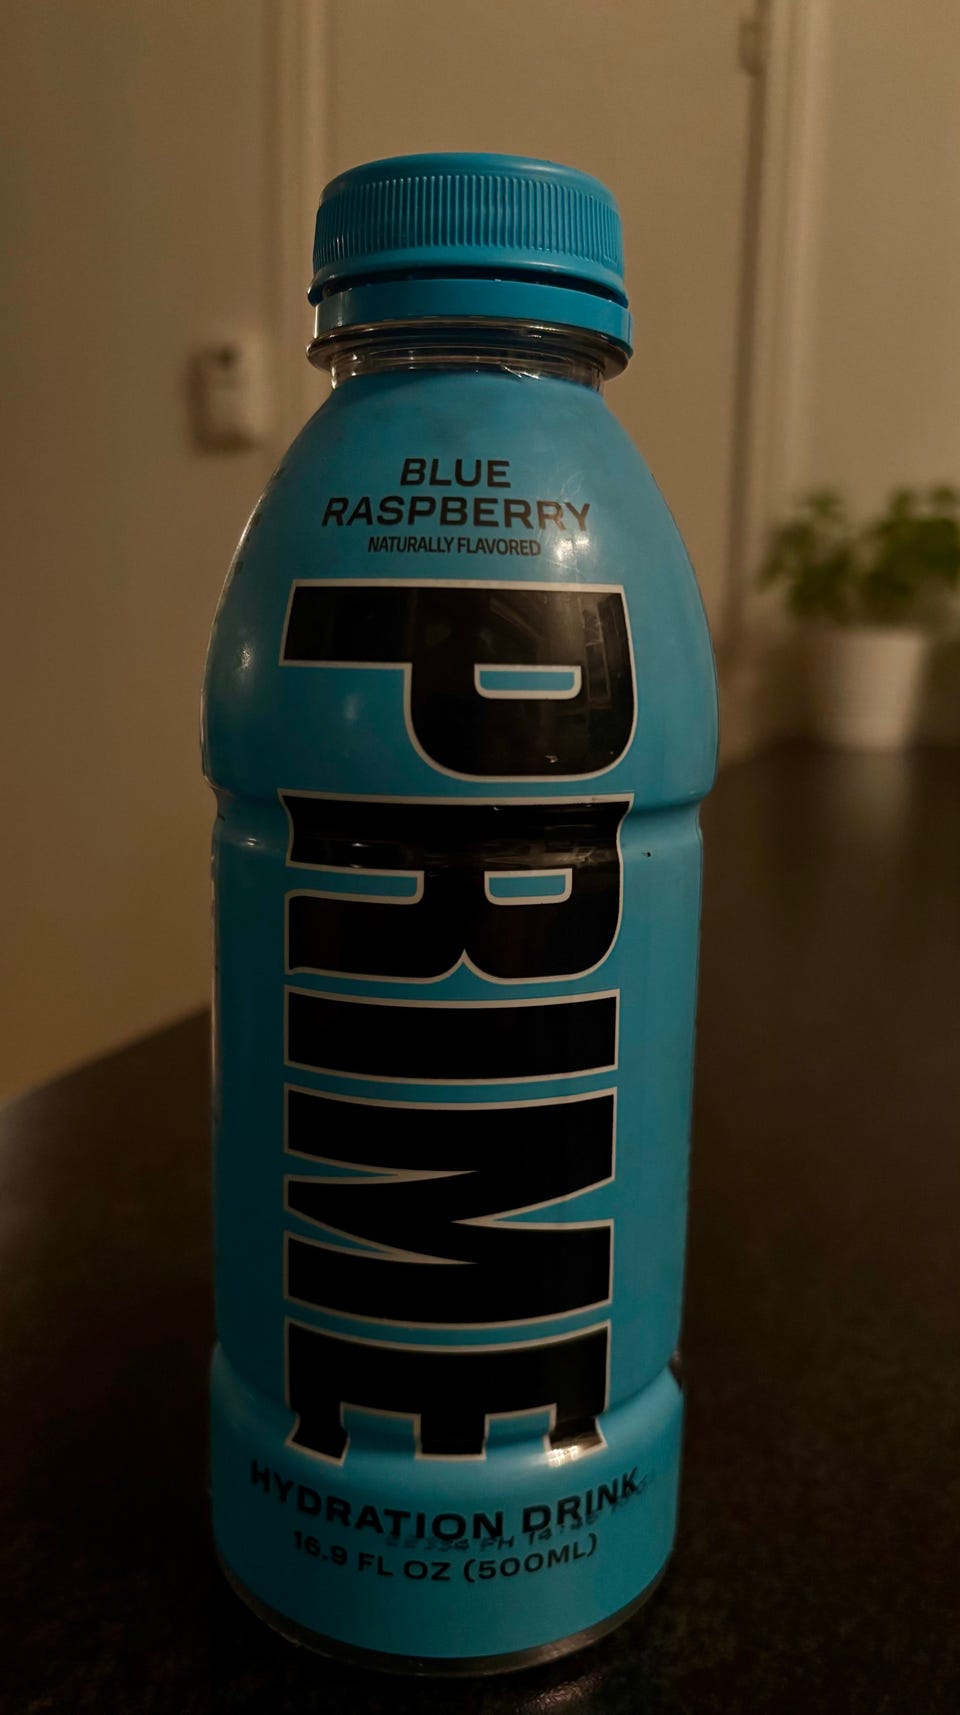 BLUE
RASPBERRY
NATURALLY FLAVORED
PRIME
HYDRATION DRINK
16.9 FL OZ (500ML)